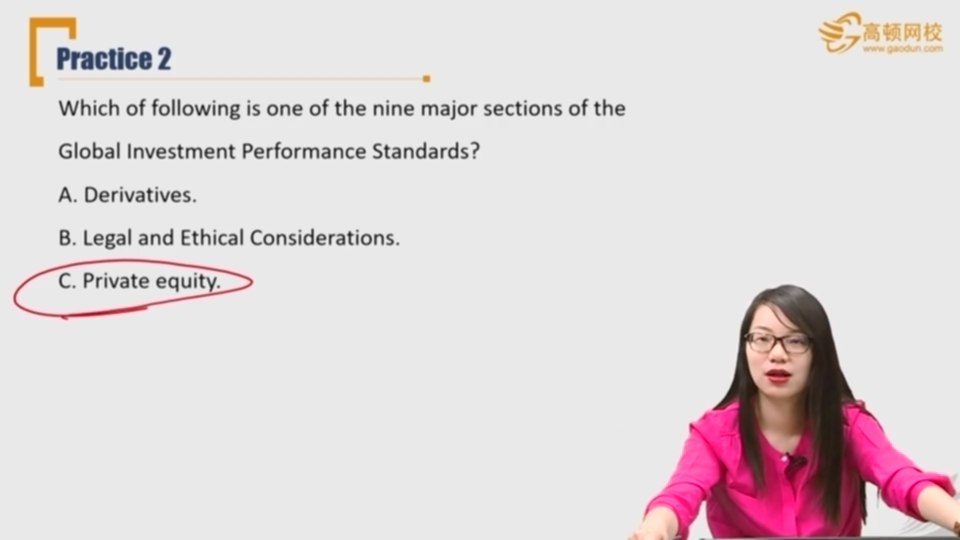 Practice 2
高顿网校
www.gaodun.com
Which of following is one of the nine major sections of the
Global Investment Performance Standards?
A. Derivatives.
B. Legal and Ethical Considerations.
C. Private equity.